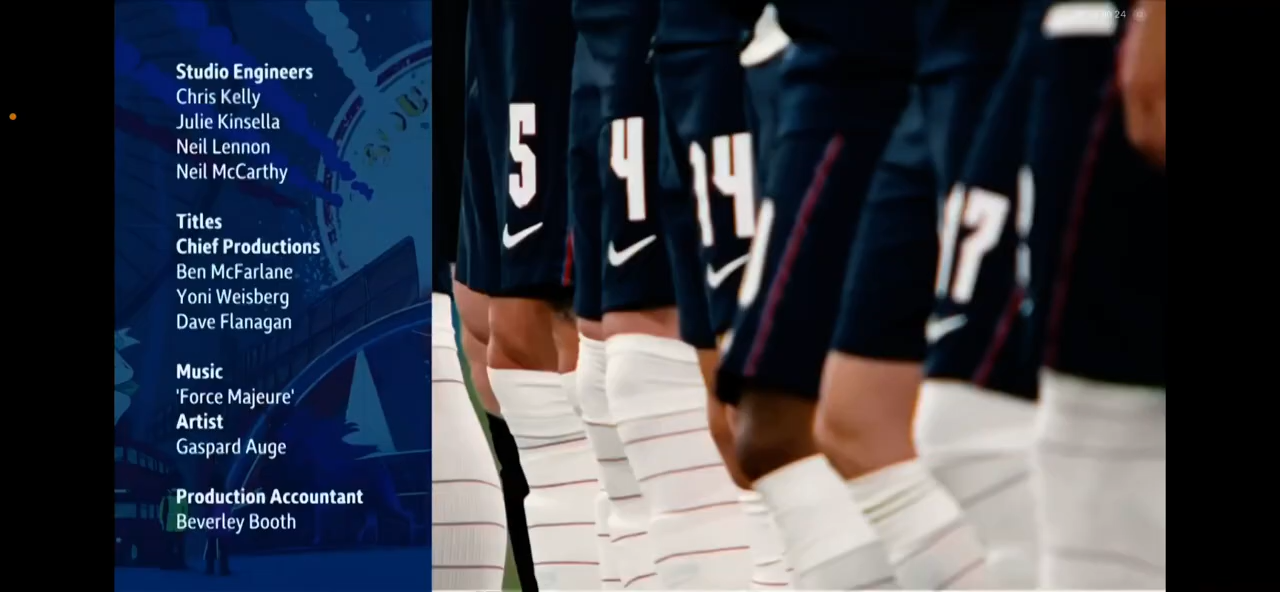 Studio Engineers
Chris Kelly
Julie Kinsella
Neil Lennon
Neil McCarthy
Titles
Chief Productions
Ben McFarlane
Yoni Weisberg
Dave Flanagan
Music
'Force Majeure'
Artist
Gaspard Auge
Production Accountant
Beverley Booth
5
4
14
17